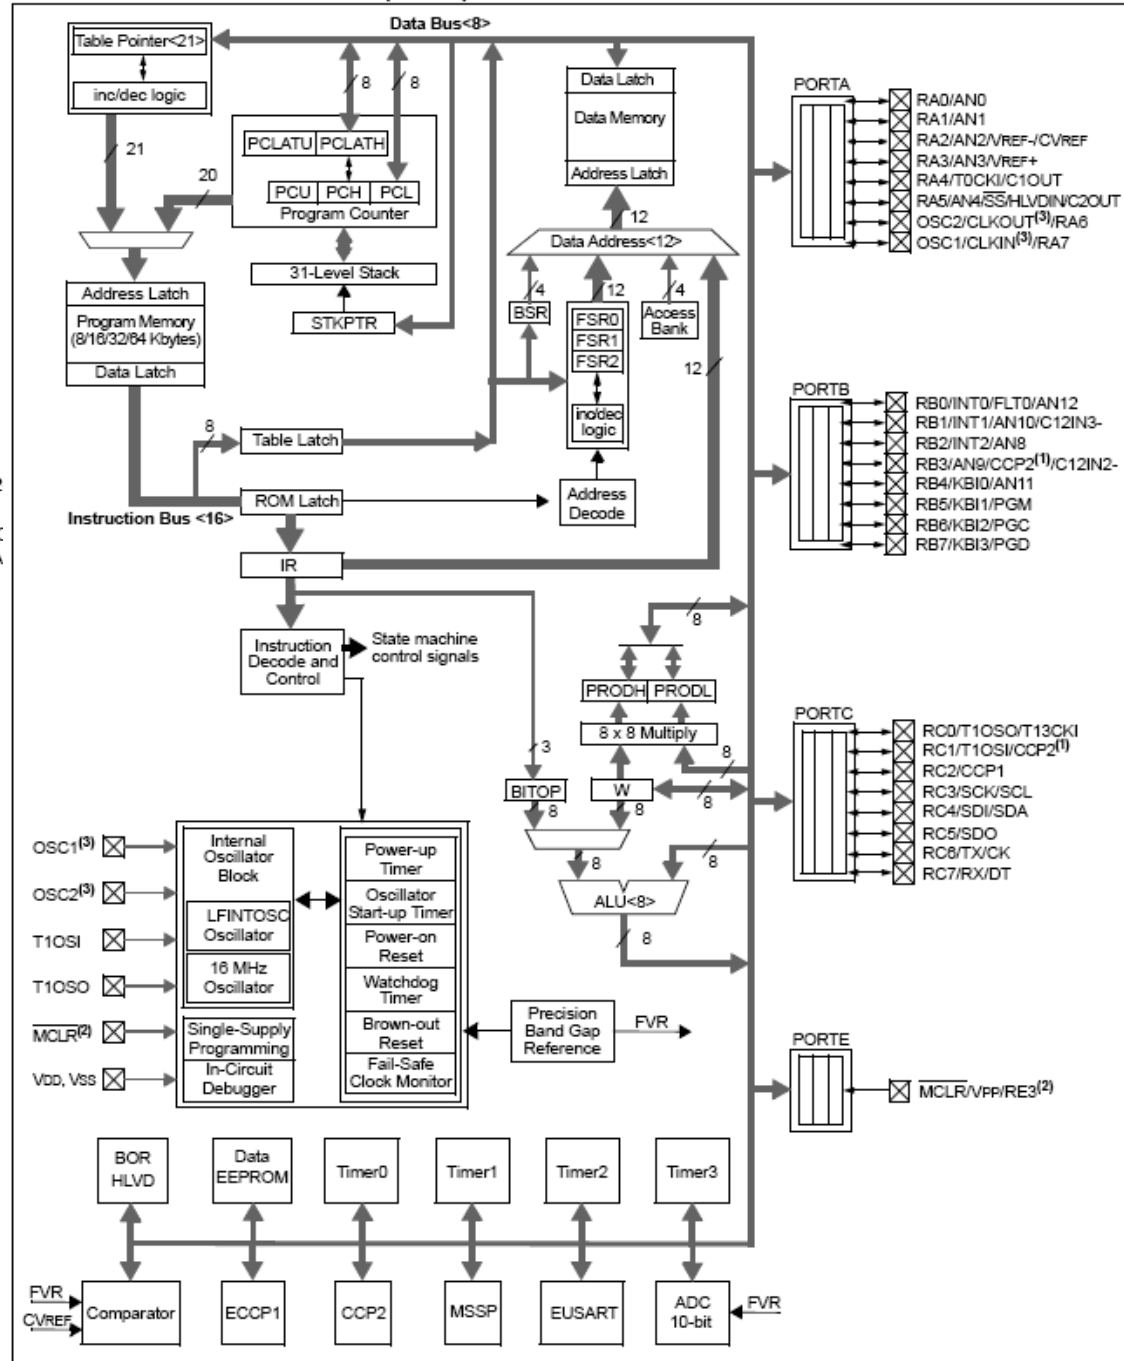 Data Bus<8>
Table Pointer<21>
inc/dec logic
21
20
8
8
PCLATU PCLATH
PCU PCH PCL
Program Counter
31-Level Stack
STKPTR
Address Latch
Program Memory
(8/16/32/64 Kbytes)
Data Latch
8
Table Latch
ROM Latch
Instruction Bus <16>
IR
Instruction
Decode and
Control
State machine
control signals
Data Latch
Data Memory
Address Latch
12
Data Address<12>
4
12
4
BSR
FSR0
FSR1
FSR2
inc/dec
logic
Access
Bank
12
Address
Decode
8
PRODH PRODL
8 x 8 Multiply
8
3
BITOP
W
8
8
8
8
8
ALU<8>
8
OSC1(3)
OSC2(3)
T1OSI
T1OSO
MCLR(2)
VDD, VSS
Internal
Oscillator
Block
LFINTOSC
Oscillator
16 MHz
Oscillator
Single-Supply
Programming
In-Circuit
Debugger
Power-up
Timer
Oscillator
Start-up Timer
Power-on
Reset
Watchdog
Timer
Brown-out
Reset
Fail-Safe
Clock Monitor
Precision
Band Gap
Reference
FVR
PORTA
RA0/AN0
RA1/AN1
RA2/AN2/VREF-/CVREF
RA3/AN3/VREF+
RA4/T0CKI/C1OUT
RA5/AN4/SS/HLVDIN/C2OUT
OSC2/CLKOUT(3)/RA6
OSC1/CLKIN(3)/RA7
PORTB
RB0/INT0/FLT0/AN12
RB1/INT1/AN10/C12IN3-
RB2/INT2/AN8
RB3/AN9/CCP2(1)/C12IN2-
RB4/KBI0/AN11
RB5/KBI1/PGM
RB6/KBI2/PGC
RB7/KBI3/PGD
PORTC
RC0/T1OSO/T13CKI
RC1/T1OSI/CCP2(1)
RC2/CCP1
RC3/SCK/SCL
RC4/SDI/SDA
RC5/SDO
RC6/TX/CK
RC7/RX/DT
PORTE
MCLR/VPP/RE3(2)
BOR
HLVD
Data
EEPROM
Timer0
Timer1
Timer2
Timer3
FVR
CVREF
Comparator
ECCP1
CCP2
MSSP
EUSART
ADC
10-bit
FVR